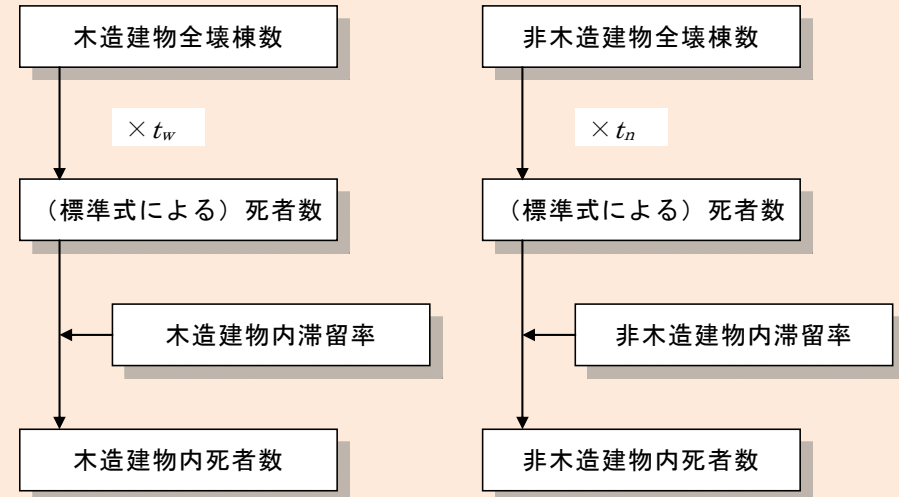 木造建物全壊棟数
× tw
（標準式による）死者数
木造建物内滞留率
木造建物内死者数
非木造建物全壊棟数
× tn
（標準式による）死者数
非木造建物内滞留率
非木造建物内死者数